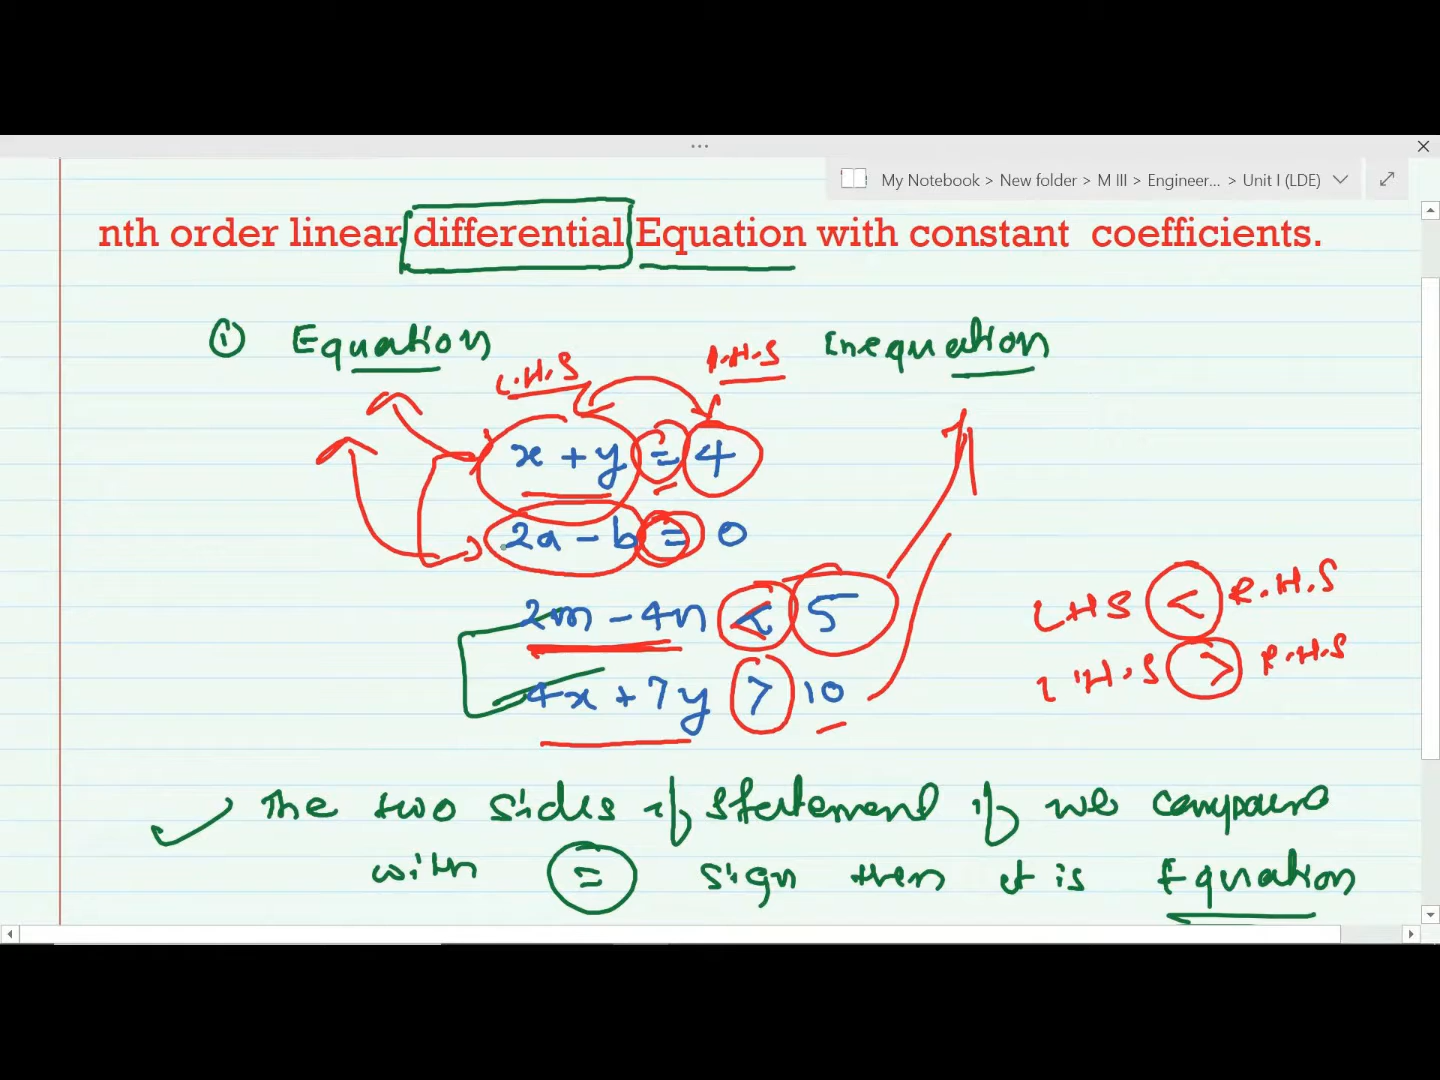 My Notebook > New folder > M III > Engineer... > Unit I (LDE)
nth order linear differential Equation with constant coefficients.
① Equation Inequation
L.H.S R.H.S
x + y = 4
2a - b = 0
2m - 4n < 5
LHS < R.H.S
4x + 7y > 10
L.H.S > R.H.S
The two sides of statement if we compare
with = sign then it is Equation